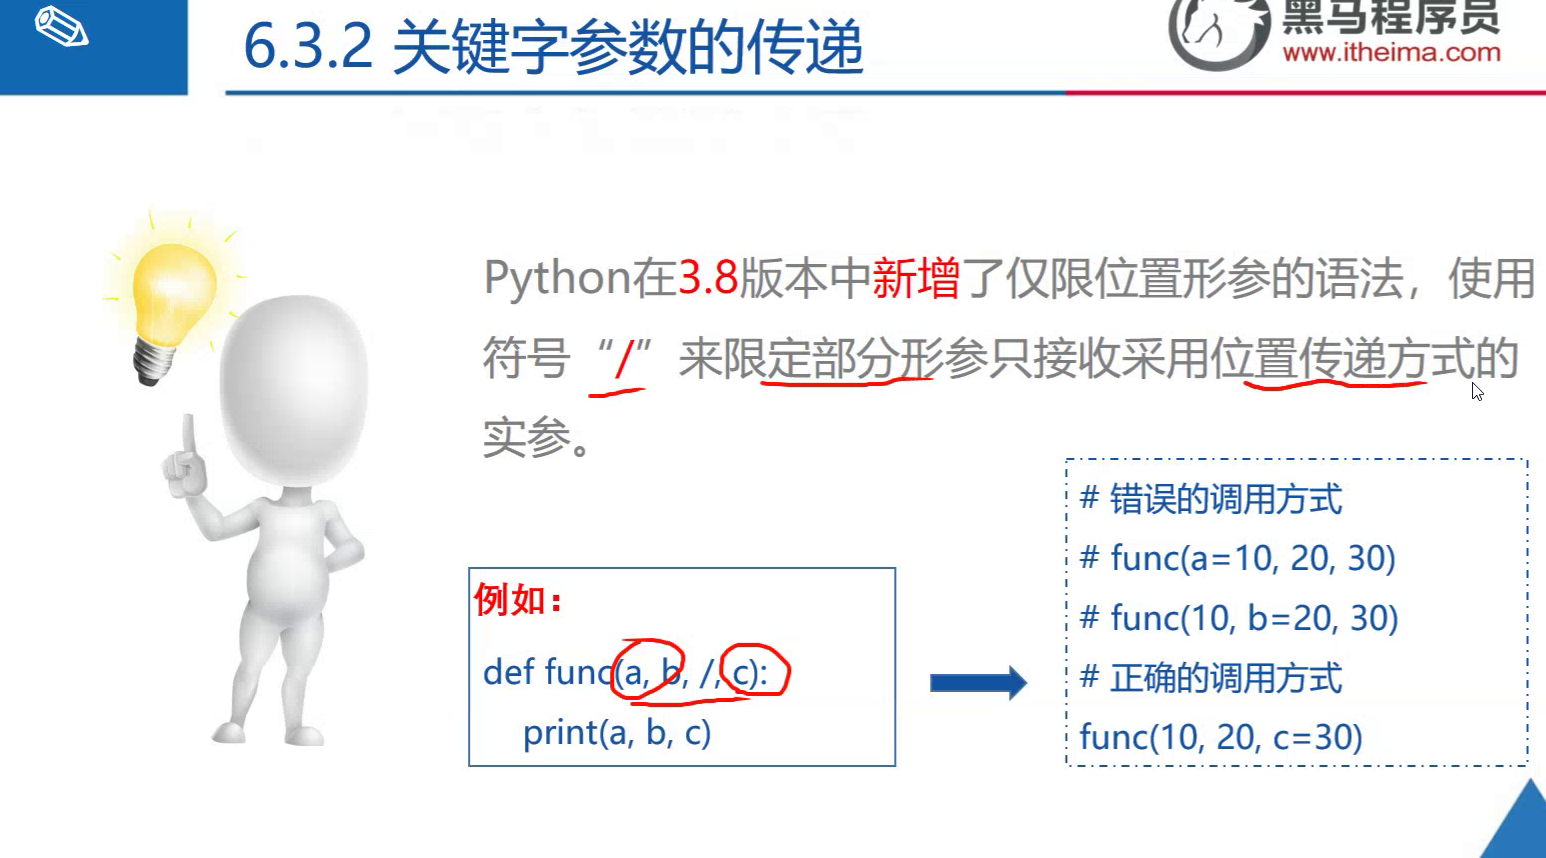 6.3.2 关键字参数的传递
黑马程序员
www.itheima.com
Python在3.8版本中新增了仅限位置形参的语法，使用
符号“/”来限定部分形参只接收采用位置传递方式的
实参。
例如：
def func(a, b, /, c):
print(a, b, c)
# 错误的调用方式
# func(a=10, 20, 30)
# func(10, b=20, 30)
# 正确的调用方式
func(10, 20, c=30)